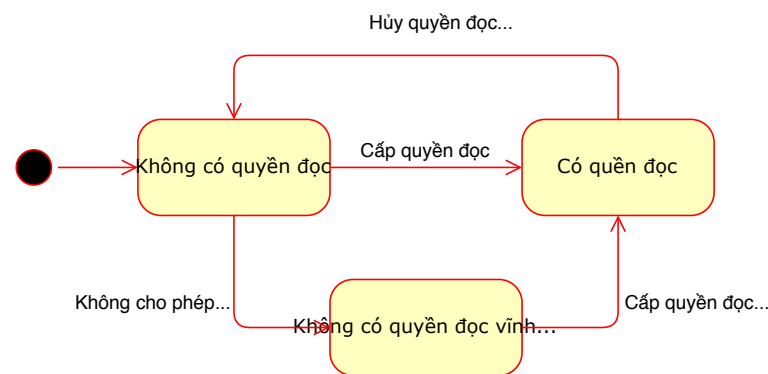 Hủy quyền đọc...
Không có quyền đọc
Cấp quyền đọc
Có quền đọc
Không cho phép...
Không có quyền đọc vĩnh...
Cấp quyền đọc...